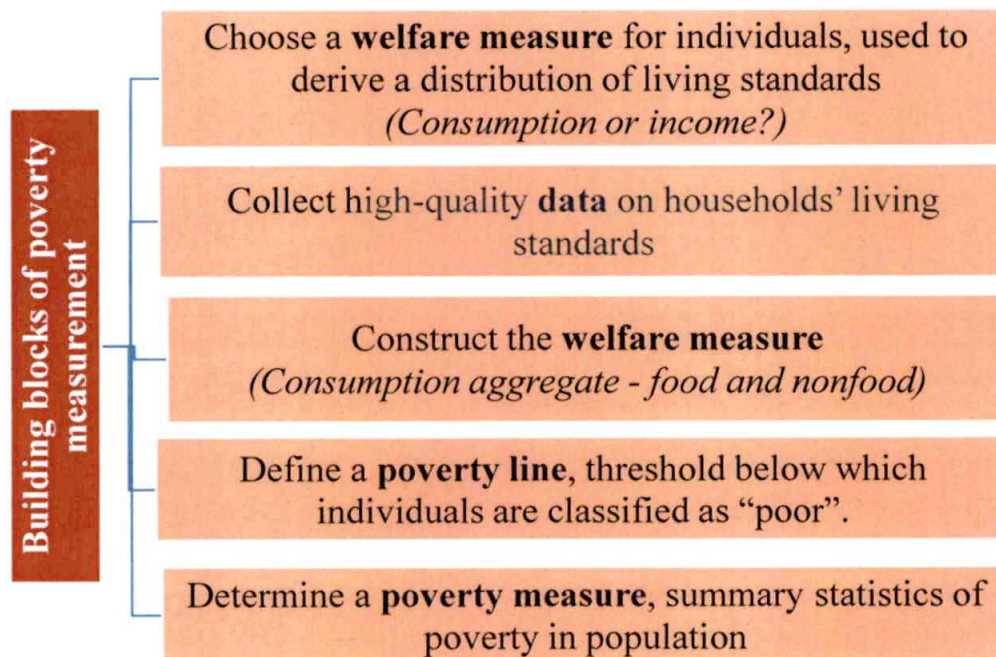 Building blocks of poverty
measurement
Choose a welfare measure for individuals, used to
derive a distribution of living standards
(Consumption or income?)
Collect high-quality data on households' living
standards
Construct the welfare measure
(Consumption aggregate - food and nonfood)
Define a poverty line, threshold below which
individuals are classified as “poor”.
Determine a poverty measure, summary statistics of
poverty in population